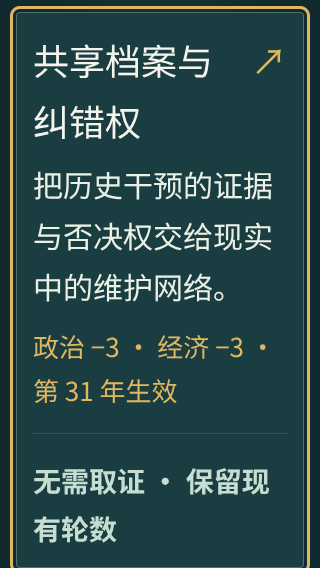 共享档案与
纠错权
把历史干预的证据
与否决权交给现实
中的维护网络。
政治 −3 · 经济 −3 ·
第 31 年生效
无需取证 · 保留现
有轮数